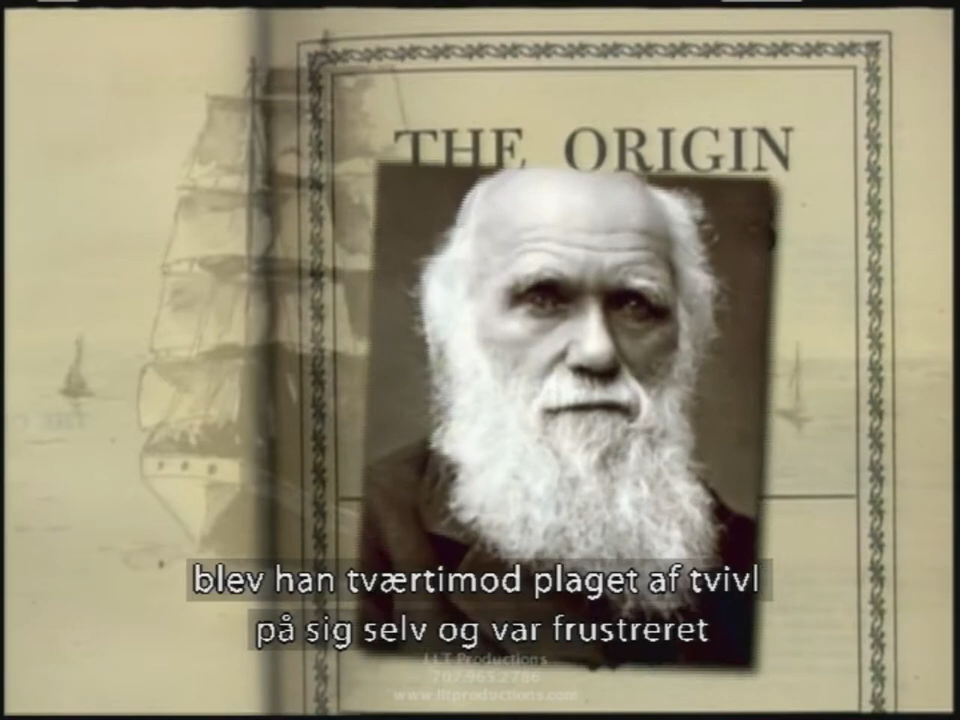 THE ORIGIN
blev han tværtimod plaget af tvivl
på sig selv og var frustreret
LLT Productions
707.965.2786
www.lltproductions.com